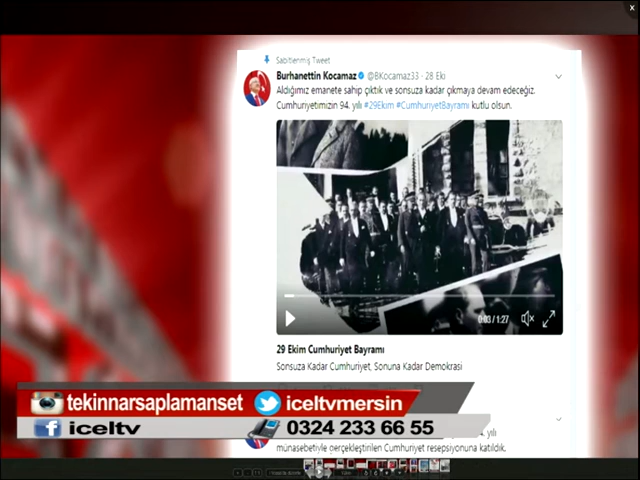 Sabitlenmiş Tweet
Burhanettin Kocamaz @BKocamaz33 · 28 Eki
Aldığımız emanete sahip çıktık ve sonsuza kadar çıkmaya devam edeceğiz.
Cumhuriyetimizin 94. yılı #29Ekim #CumhuriyetBayramı kutlu olsun.
0:03 / 1:27
29 Ekim Cumhuriyet Bayramı
Sonsuza Kadar Cumhuriyet, Sonuna Kadar Demokrasi
tekinnarsaplamanset iceltvmersin
iceltv 0324 233 66 55
yılı
münasebetiyle gerçekleştirilen Cumhuriyet resepsiyonuna katıldık.